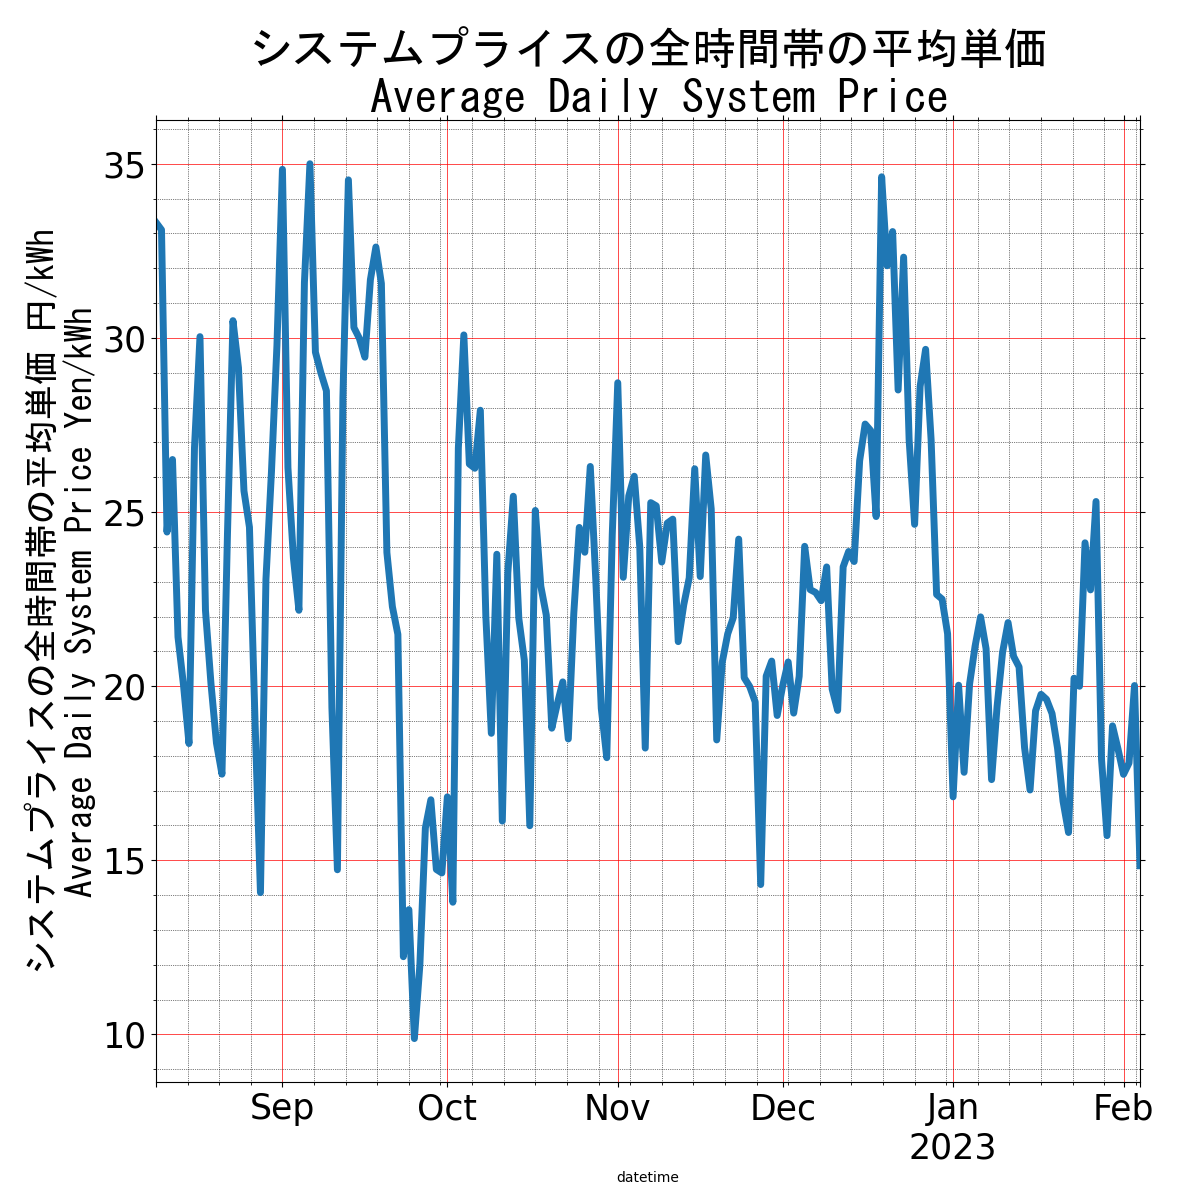 システムプライスの全時間帯の平均単価
Average Daily System Price
システムプライスの全時間帯の平均単価 円/kWh
Average Daily System Price Yen/kWh
35
30
25
20
15
10
Sep
Oct
Nov
Dec
Jan
2023
Feb
datetime